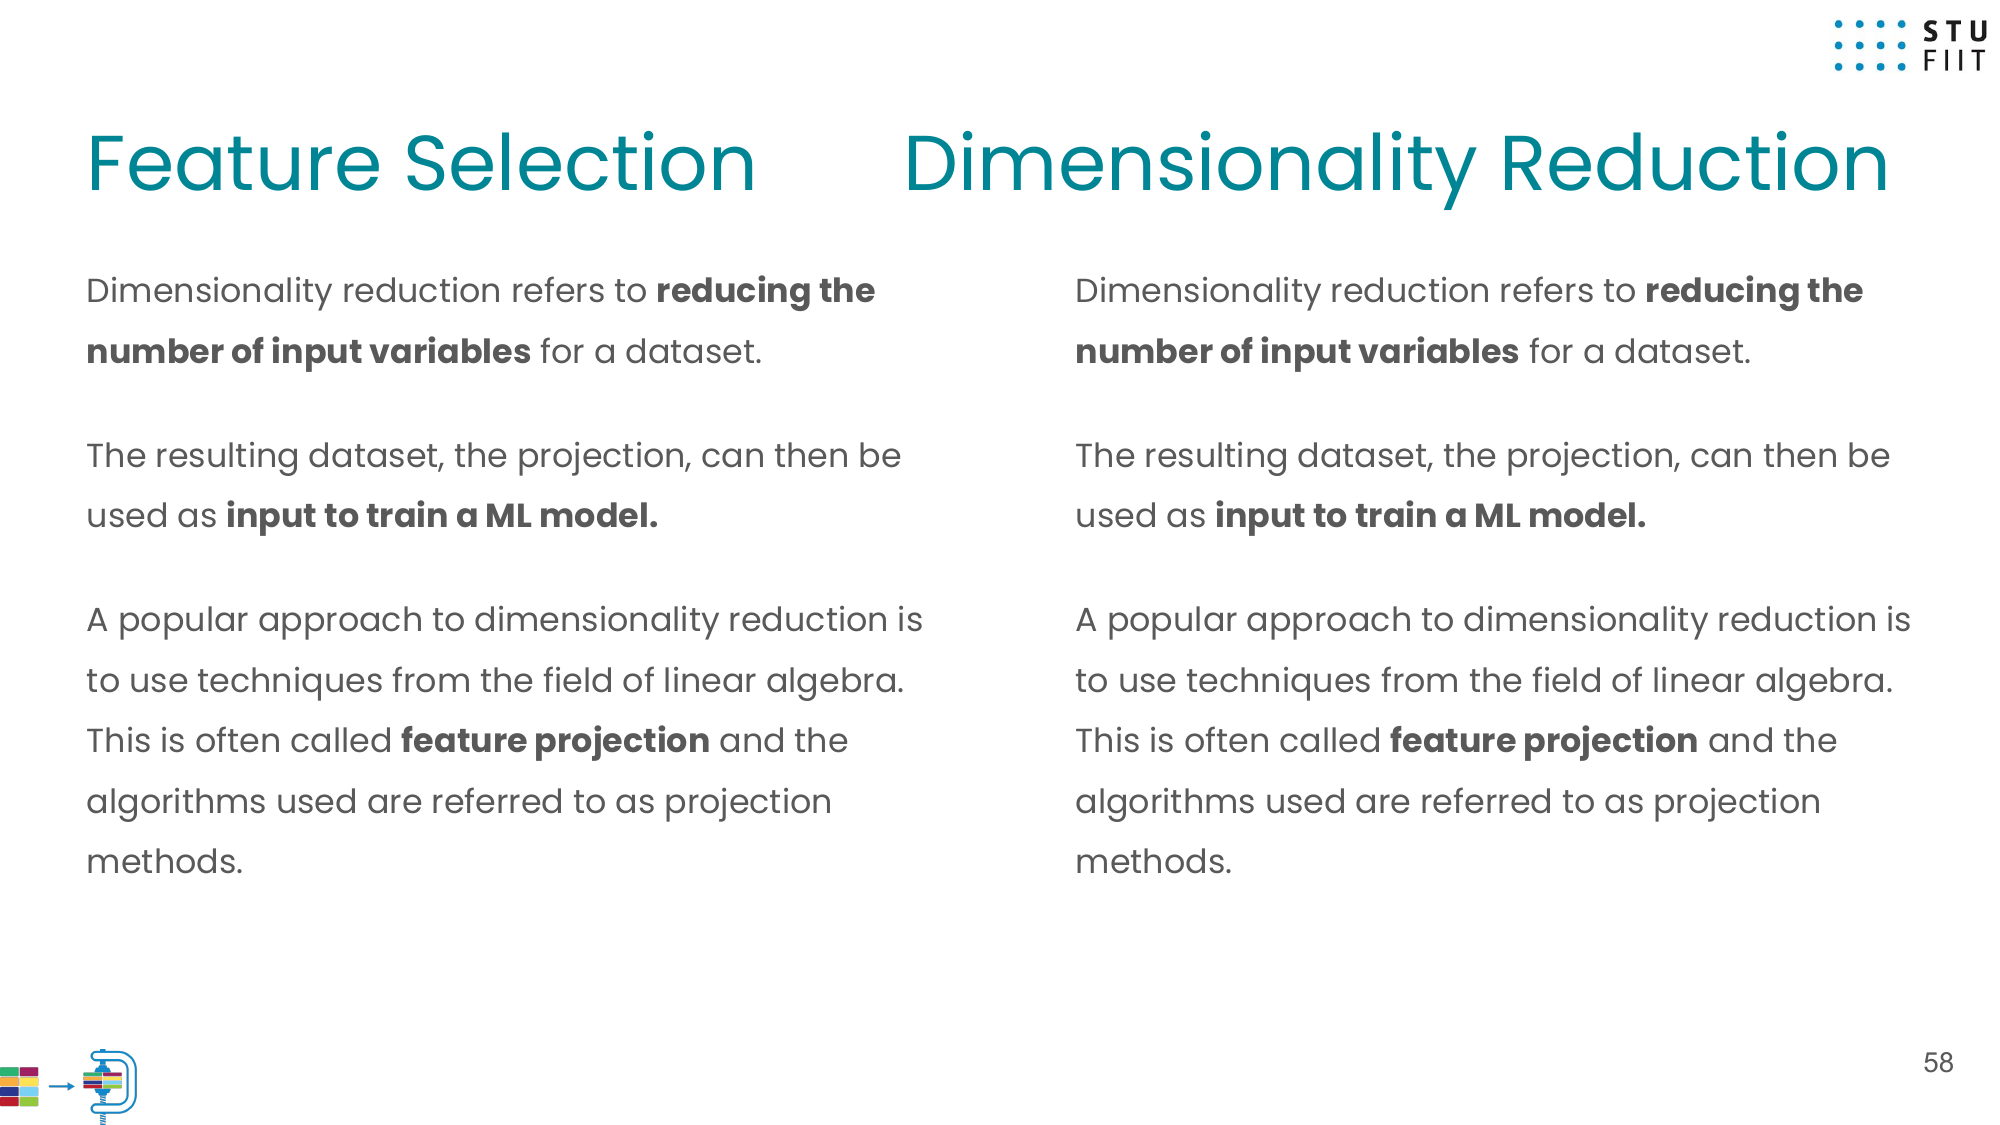 STU
FIIT
Feature Selection
Dimensionality Reduction
Dimensionality reduction refers to reducing the
number of input variables for a dataset.
The resulting dataset, the projection, can then be
used as input to train a ML model.
A popular approach to dimensionality reduction is
to use techniques from the field of linear algebra.
This is often called feature projection and the
algorithms used are referred to as projection
methods.
Dimensionality reduction refers to reducing the
number of input variables for a dataset.
The resulting dataset, the projection, can then be
used as input to train a ML model.
A popular approach to dimensionality reduction is
to use techniques from the field of linear algebra.
This is often called feature projection and the
algorithms used are referred to as projection
methods.
58